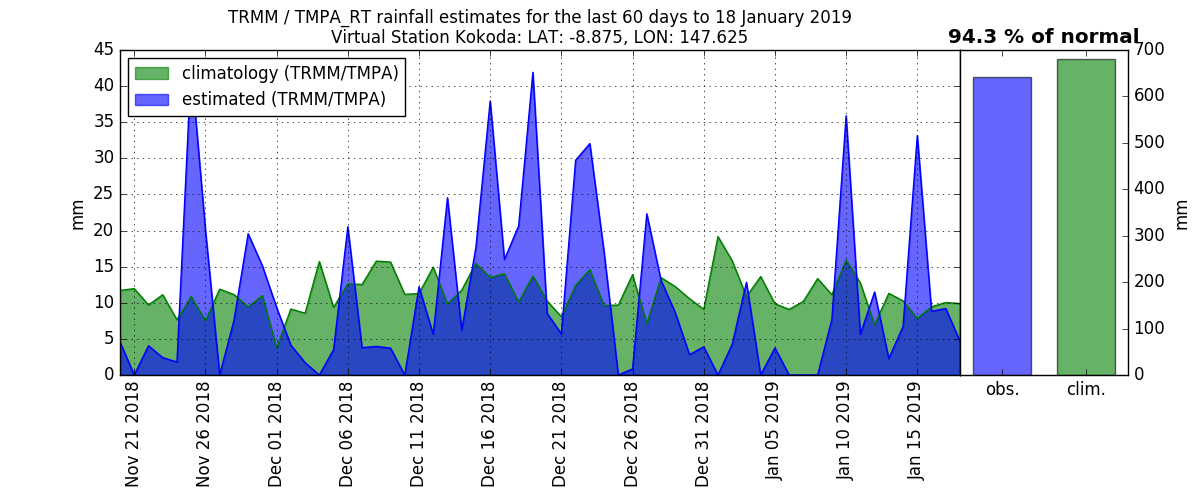 TRMM / TMPA_RT rainfall estimates for the last 60 days to 18 January 2019
Virtual Station Kokoda: LAT: -8.875, LON: 147.625
94.3 % of normal
climatology (TRMM/TMPA)
estimated (TRMM/TMPA)
45
40
35
30
25
20
15
10
5
0
mm
Nov 21 2018
Nov 26 2018
Dec 01 2018
Dec 06 2018
Dec 11 2018
Dec 16 2018
Dec 21 2018
Dec 26 2018
Dec 31 2018
Jan 05 2019
Jan 10 2019
Jan 15 2019
obs.
clim.
700
600
500
400
300
200
100
0
mm